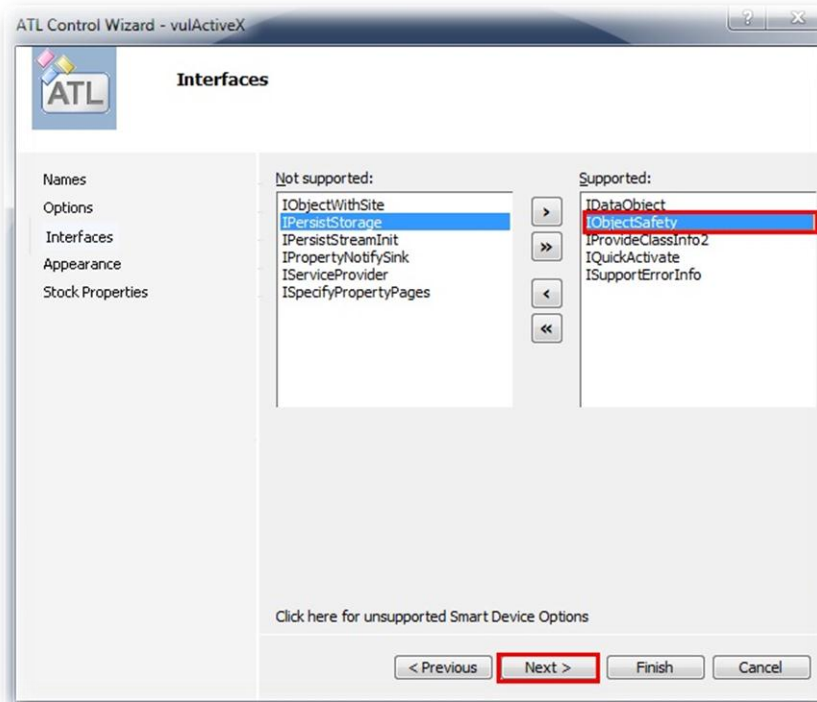 ATL Control Wizard - vulActiveX
ATL
Interfaces
Names
Options
Interfaces
Appearance
Stock Properties
Not supported:
IObjectWithSite
IPersistStorage
IPersistStreamInit
IPropertyNotifySink
IServiceProvider
ISpecifyPropertyPages
>
»
<
«
Supported:
IDataObject
IObjectSafety
IProvideClassInfo2
IQuickActivate
ISupportErrorInfo
Click here for unsupported Smart Device Options
< Previous
Next >
Finish
Cancel